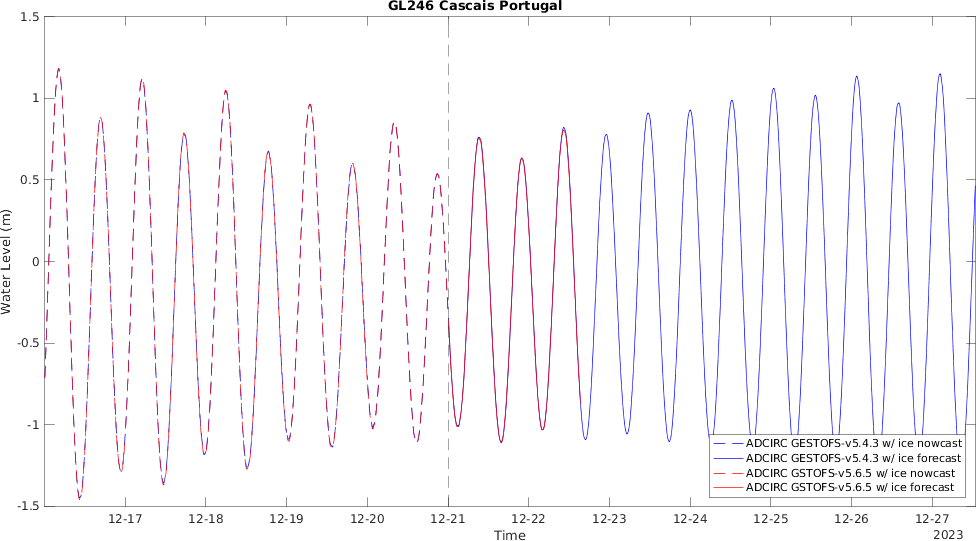 GL246 Cascais Portugal
1.5
1
0.5
0
-0.5
-1
-1.5
Water Level (m)
ADCIRC GESTOFS-v5.4.3 w/ ice nowcast
ADCIRC GESTOFS-v5.4.3 w/ ice forecast
ADCIRC GSTOFS-v5.6.5 w/ ice nowcast
ADCIRC GSTOFS-v5.6.5 w/ ice forecast
12-17 12-18 12-19 12-20 12-21 12-22 12-23 12-24 12-25 12-26 12-27
Time
2023